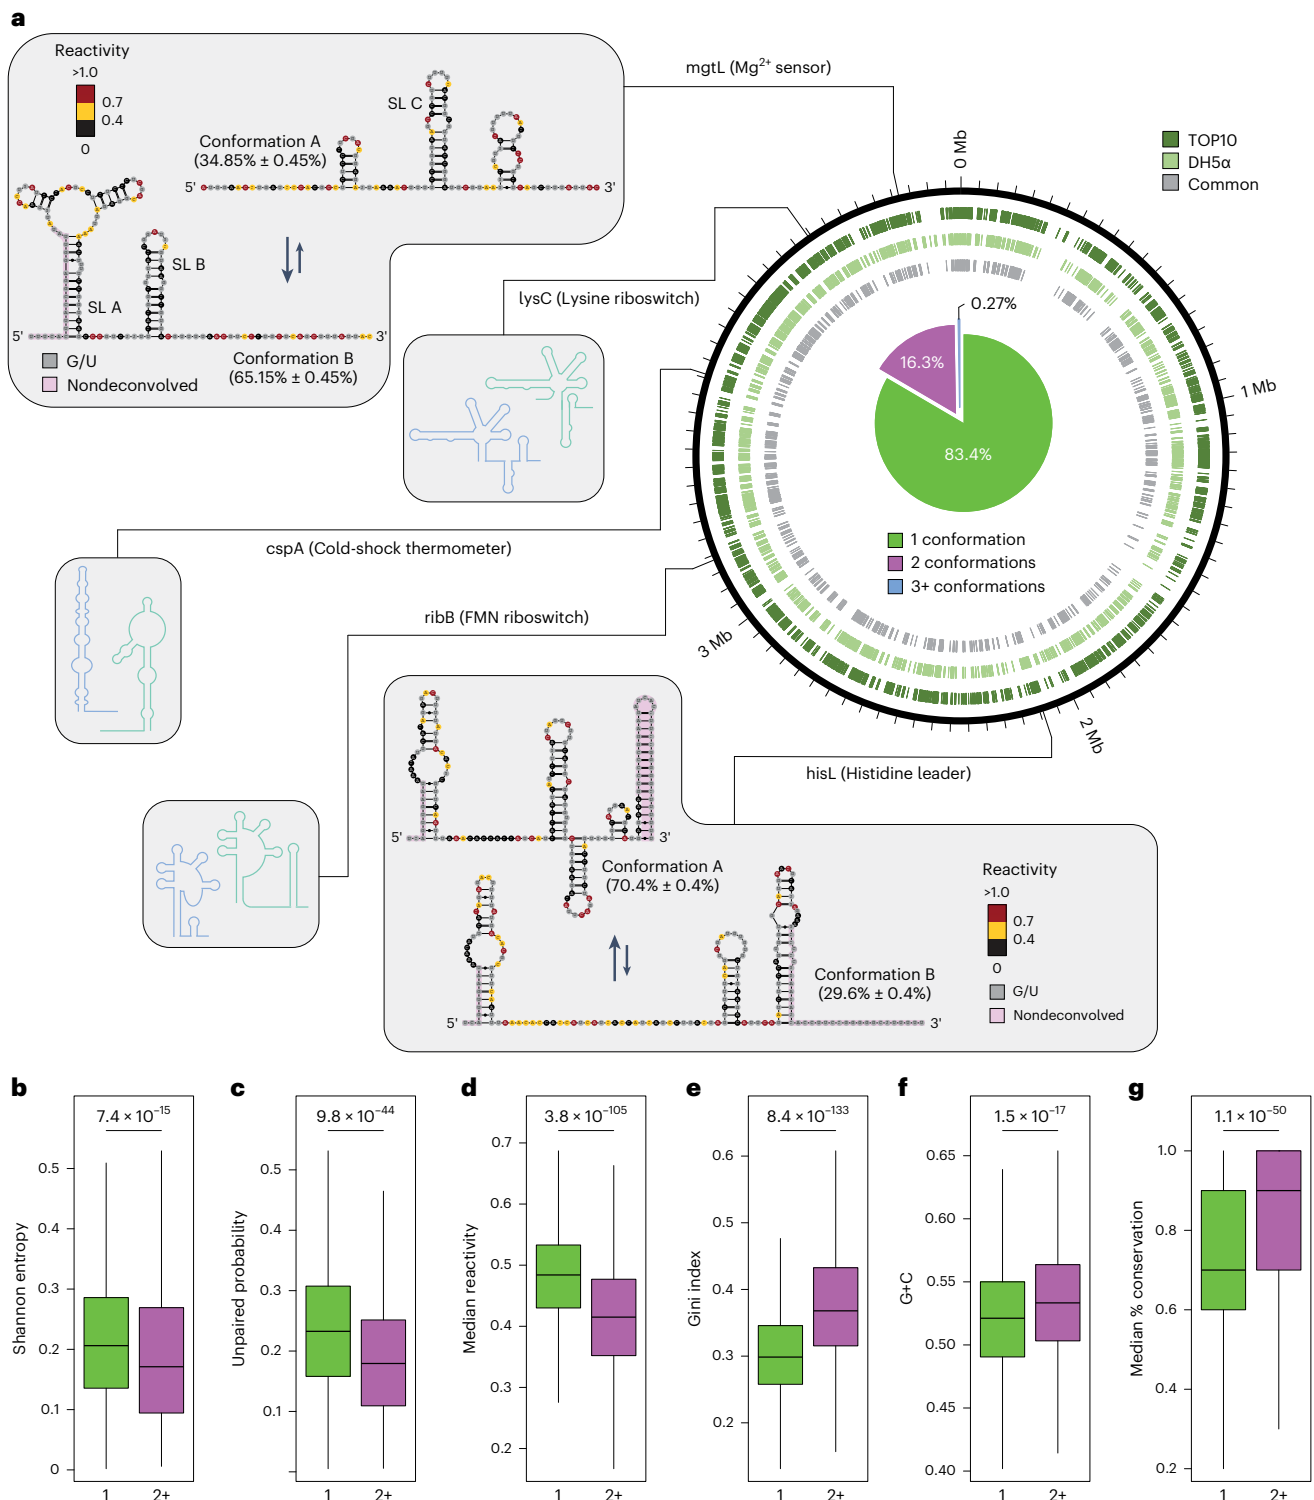 a
Reactivity
>1.0
0.7
0.4
0
Conformation A
(34.85% ± 0.45%)
SL C
5'
3'
SL B
SL A
5'
3'
G/U
Nondeconvolved
Conformation B
(65.15% ± 0.45%)
mgtL (Mg2+ sensor)
lysC (Lysine riboswitch)
cspA (Cold-shock thermometer)
ribB (FMN riboswitch)
hisL (Histidine leader)
0 Mb
1 Mb
2 Mb
3 Mb
TOP10
DH5α
Common
0.27%
16.3%
83.4%
1 conformation
2 conformations
3+ conformations
5'
3'
Conformation A
(70.4% ± 0.4%)
Conformation B
(29.6% ± 0.4%)
5'
3'
Reactivity
>1.0
0.7
0.4
0
G/U
Nondeconvolved
b
7.4 × 10−15
Shannon entropy
0.5
0.4
0.3
0.2
0.1
0
1
2+
c
9.8 × 10−44
Unpaired probability
0.5
0.4
0.3
0.2
0.1
1
2+
d
3.8 × 10−105
Median reactivity
0.7
0.6
0.5
0.4
0.3
0.2
1
2+
e
8.4 × 10−133
Gini index
0.6
0.5
0.4
0.3
0.2
1
2+
f
1.5 × 10−17
G+C
0.65
0.60
0.55
0.50
0.45
0.40
1
2+
g
1.1 × 10−50
Median % conservation
1.0
0.8
0.6
0.4
0.2
1
2+